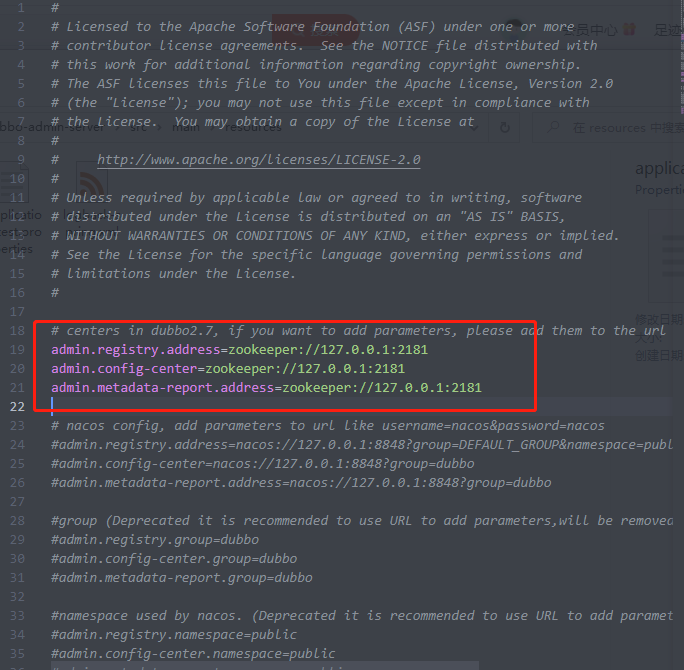 1 #
2 # Licensed to the Apache Software Foundation (ASF) under one or more
3 # contributor license agreements.  See the NOTICE file distributed with
4 # this work for additional information regarding copyright ownership.
5 # The ASF licenses this file to You under the Apache License, Version 2.0
6 # (the "License"); you may not use this file except in compliance with
7 # the License.  You may obtain a copy of the License at
8 #
9 #     http://www.apache.org/licenses/LICENSE-2.0
10 #
11 # Unless required by applicable law or agreed to in writing, software
12 # distributed under the License is distributed on an "AS IS" BASIS,
13 # WITHOUT WARRANTIES OR CONDITIONS OF ANY KIND, either express or implied.
14 # See the License for the specific language governing permissions and
15 # limitations under the License.
16 #
17
18 # centers in dubbo2.7, if you want to add parameters, please add them to the url
19 admin.registry.address=zookeeper://127.0.0.1:2181
20 admin.config-center=zookeeper://127.0.0.1:2181
21 admin.metadata-report.address=zookeeper://127.0.0.1:2181
22
23 # nacos config, add parameters to url like username=nacos&password=nacos
24 #admin.registry.address=nacos://127.0.0.1:8848?group=DEFAULT_GROUP&namespace=publ
25 #admin.config-center=nacos://127.0.0.1:8848?group=dubbo
26 #admin.metadata-report.address=nacos://127.0.0.1:8848?group=dubbo
27
28 #group (Deprecated it is recommended to use URL to add parameters,will be removed
29 #admin.registry.group=dubbo
30 #admin.config-center.group=dubbo
31 #admin.metadata-report.group=dubbo
32
33 #namespace used by nacos. (Deprecated it is recommended to use URL to add paramet
34 #admin.registry.namespace=public
35 #admin.config-center.namespace=public